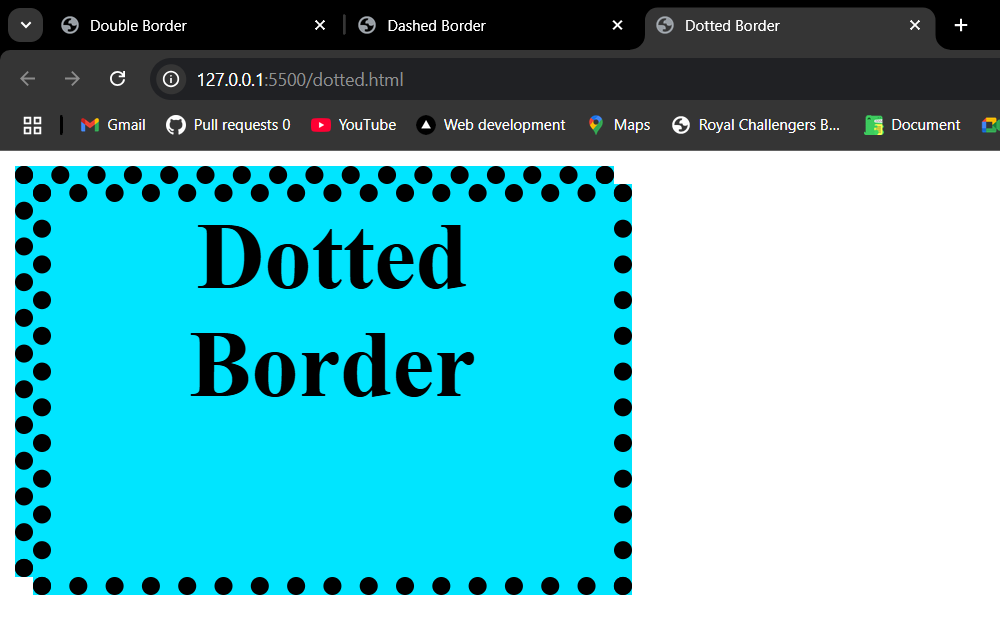 Double Border
Dashed Border
Dotted Border
127.0.0.1:5500/dotted.html
Gmail
Pull requests 0
YouTube
Web development
Maps
Royal Challengers B...
Document
Dotted
Border